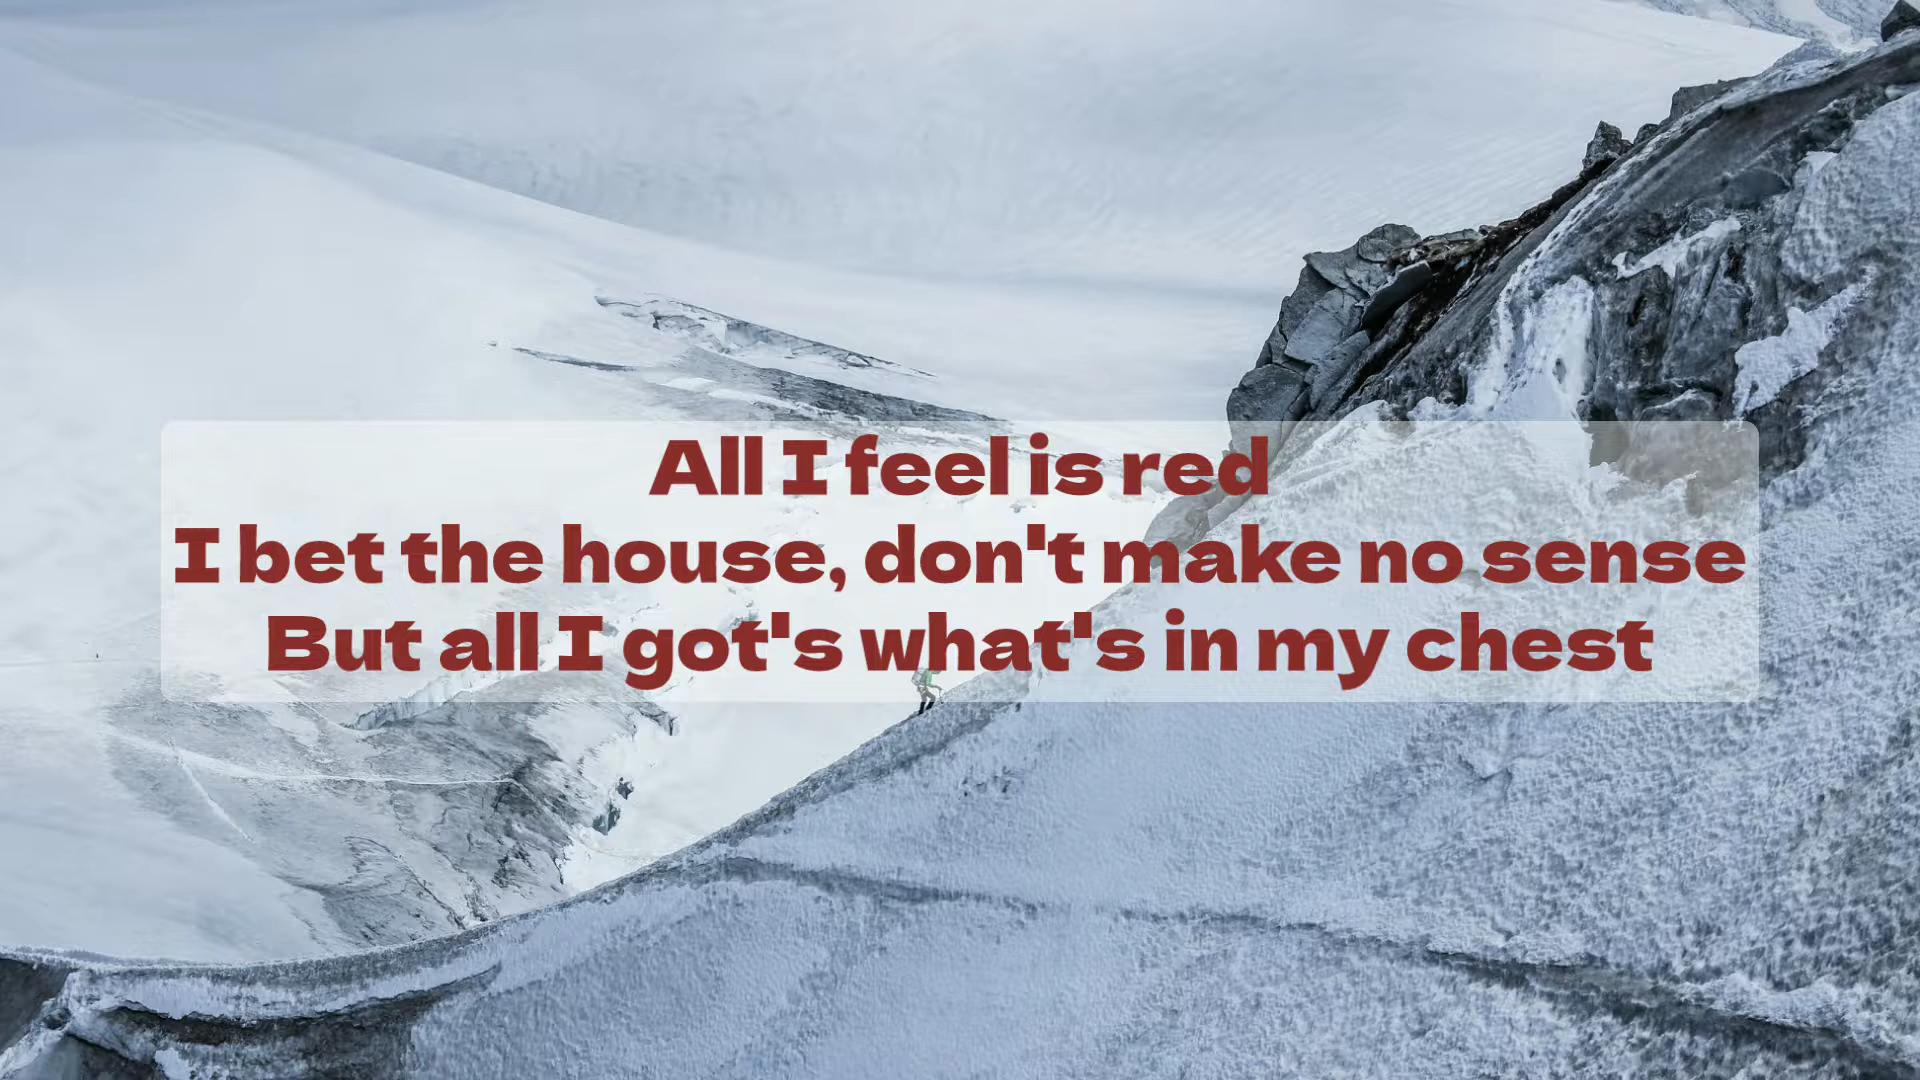 All I feel is red
I bet the house, don't make no sense
But all I got's what's in my chest